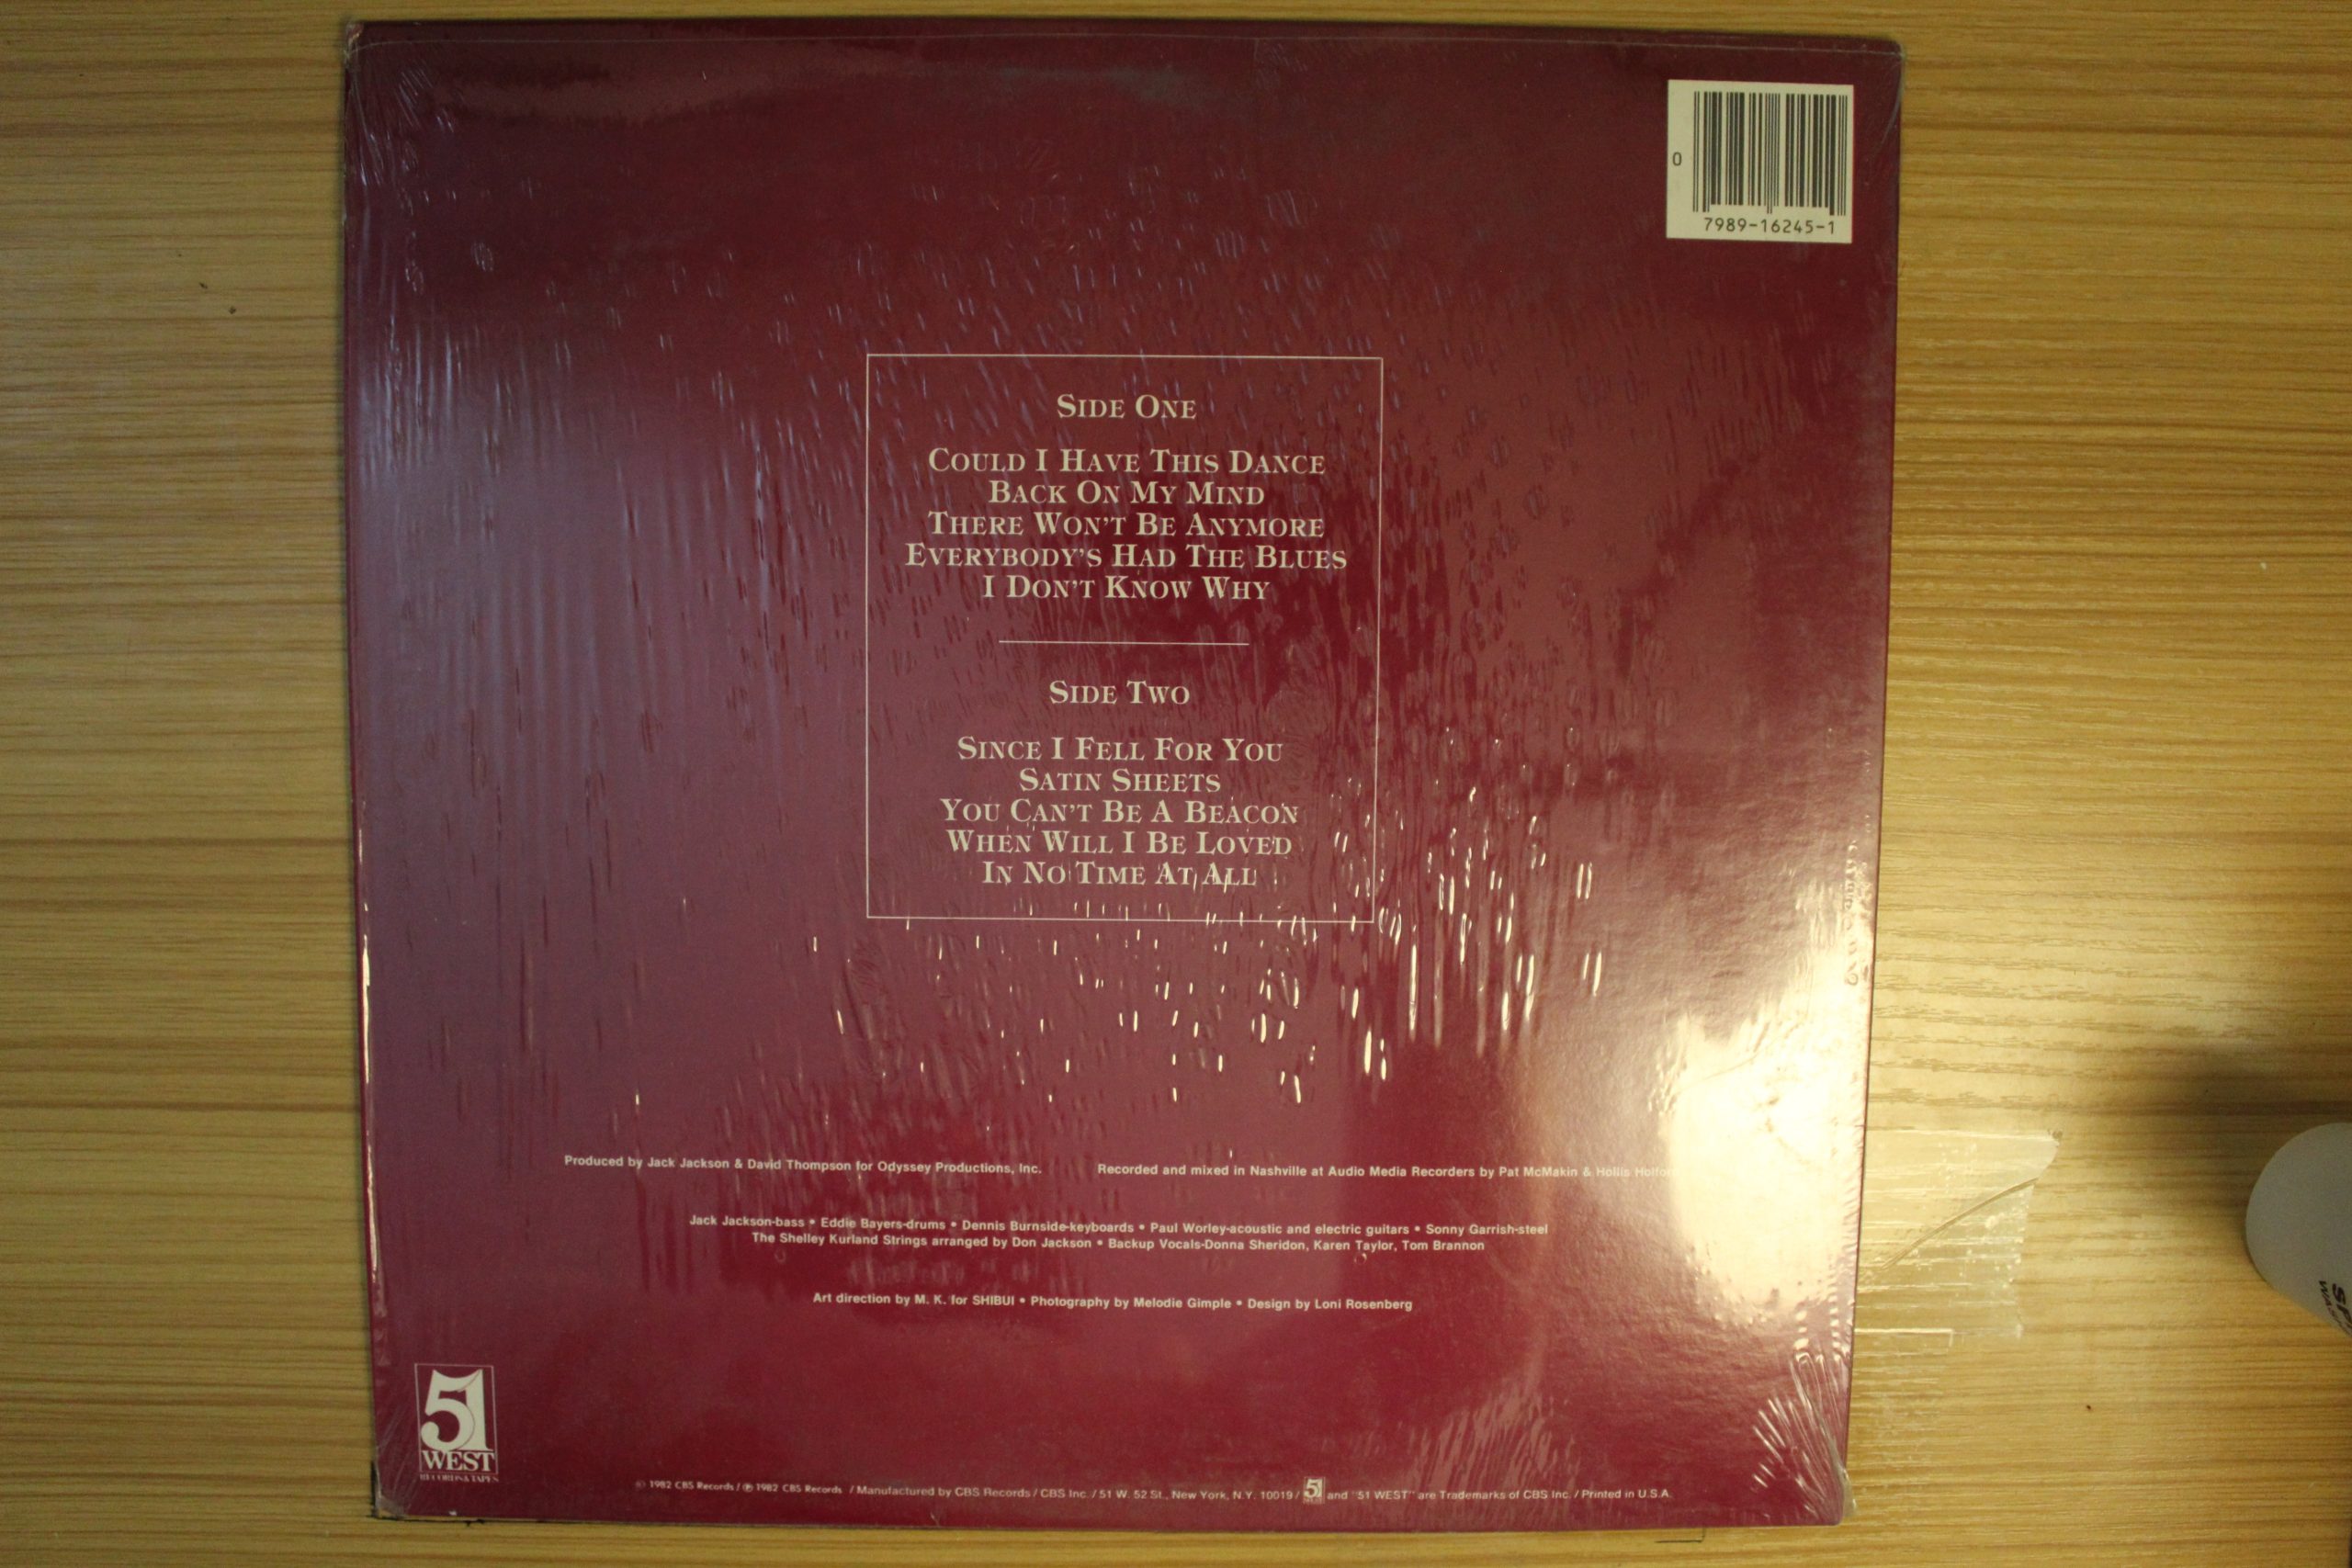 0
7989-16245-1
SIDE ONE
COULD I HAVE THIS DANCE
BACK ON MY MIND
THERE WON'T BE ANYMORE
EVERYBODY'S HAD THE BLUES
I DON'T KNOW WHY
SIDE TWO
SINCE I FELL FOR YOU
SATIN SHEETS
YOU CAN'T BE A BEACON
WHEN WILL I BE LOVED
IN NO TIME AT ALL
Produced by Jack Jackson & David Thompson for Odyssey Productions, Inc. Recorded and mixed in Nashville at Audio Media Recorders by Pat McMakin & Hollis
Jack Jackson-bass • Eddie Bayers-drums • Dennis Burnside-keyboards • Paul Worley-acoustic and electric guitars • Sonny Garrish-steel
The Shelley Kurland Strings arranged by Don Jackson • Backup Vocals-Donna Sheridon, Karen Taylor, Tom Brannon
Art direction by M. K. for SHIBUI • Photography by Melodie Gimple • Design by Loni Rosenberg
51
WEST
RECORDS & TAPES
© 1982 CBS Records / ℗ 1982 CBS Records / Manufactured by CBS Records / CBS Inc. / 51 W. 52 St., New York, N.Y. 10019 / 51 and "51 WEST" are Trademarks of CBS Inc. / Printed in U.S.A.